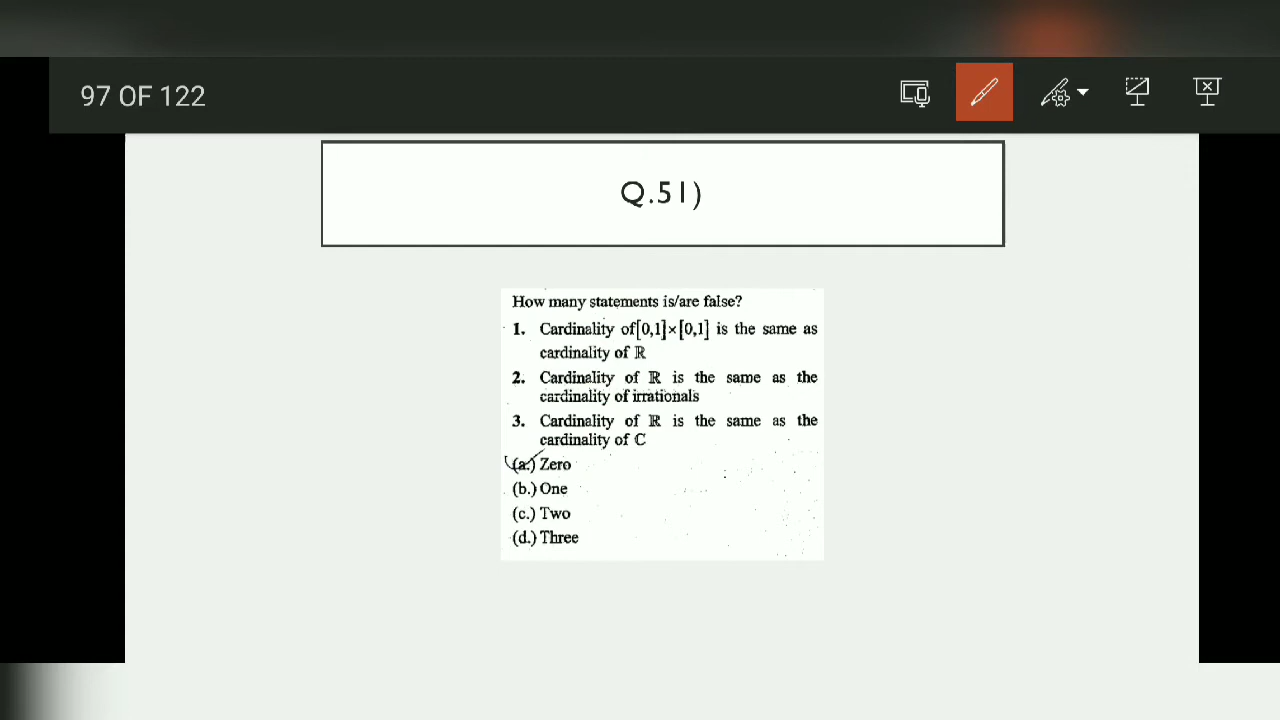 97 OF 122
Q.51)
How many statements is/are false?
1. Cardinality of[0,1]×[0,1] is the same as
cardinality of ℝ
2. Cardinality of ℝ is the same as the
cardinality of irrationals
3. Cardinality of ℝ is the same as the
cardinality of C
(a.) Zero
(b.) One
(c.) Two
(d.) Three